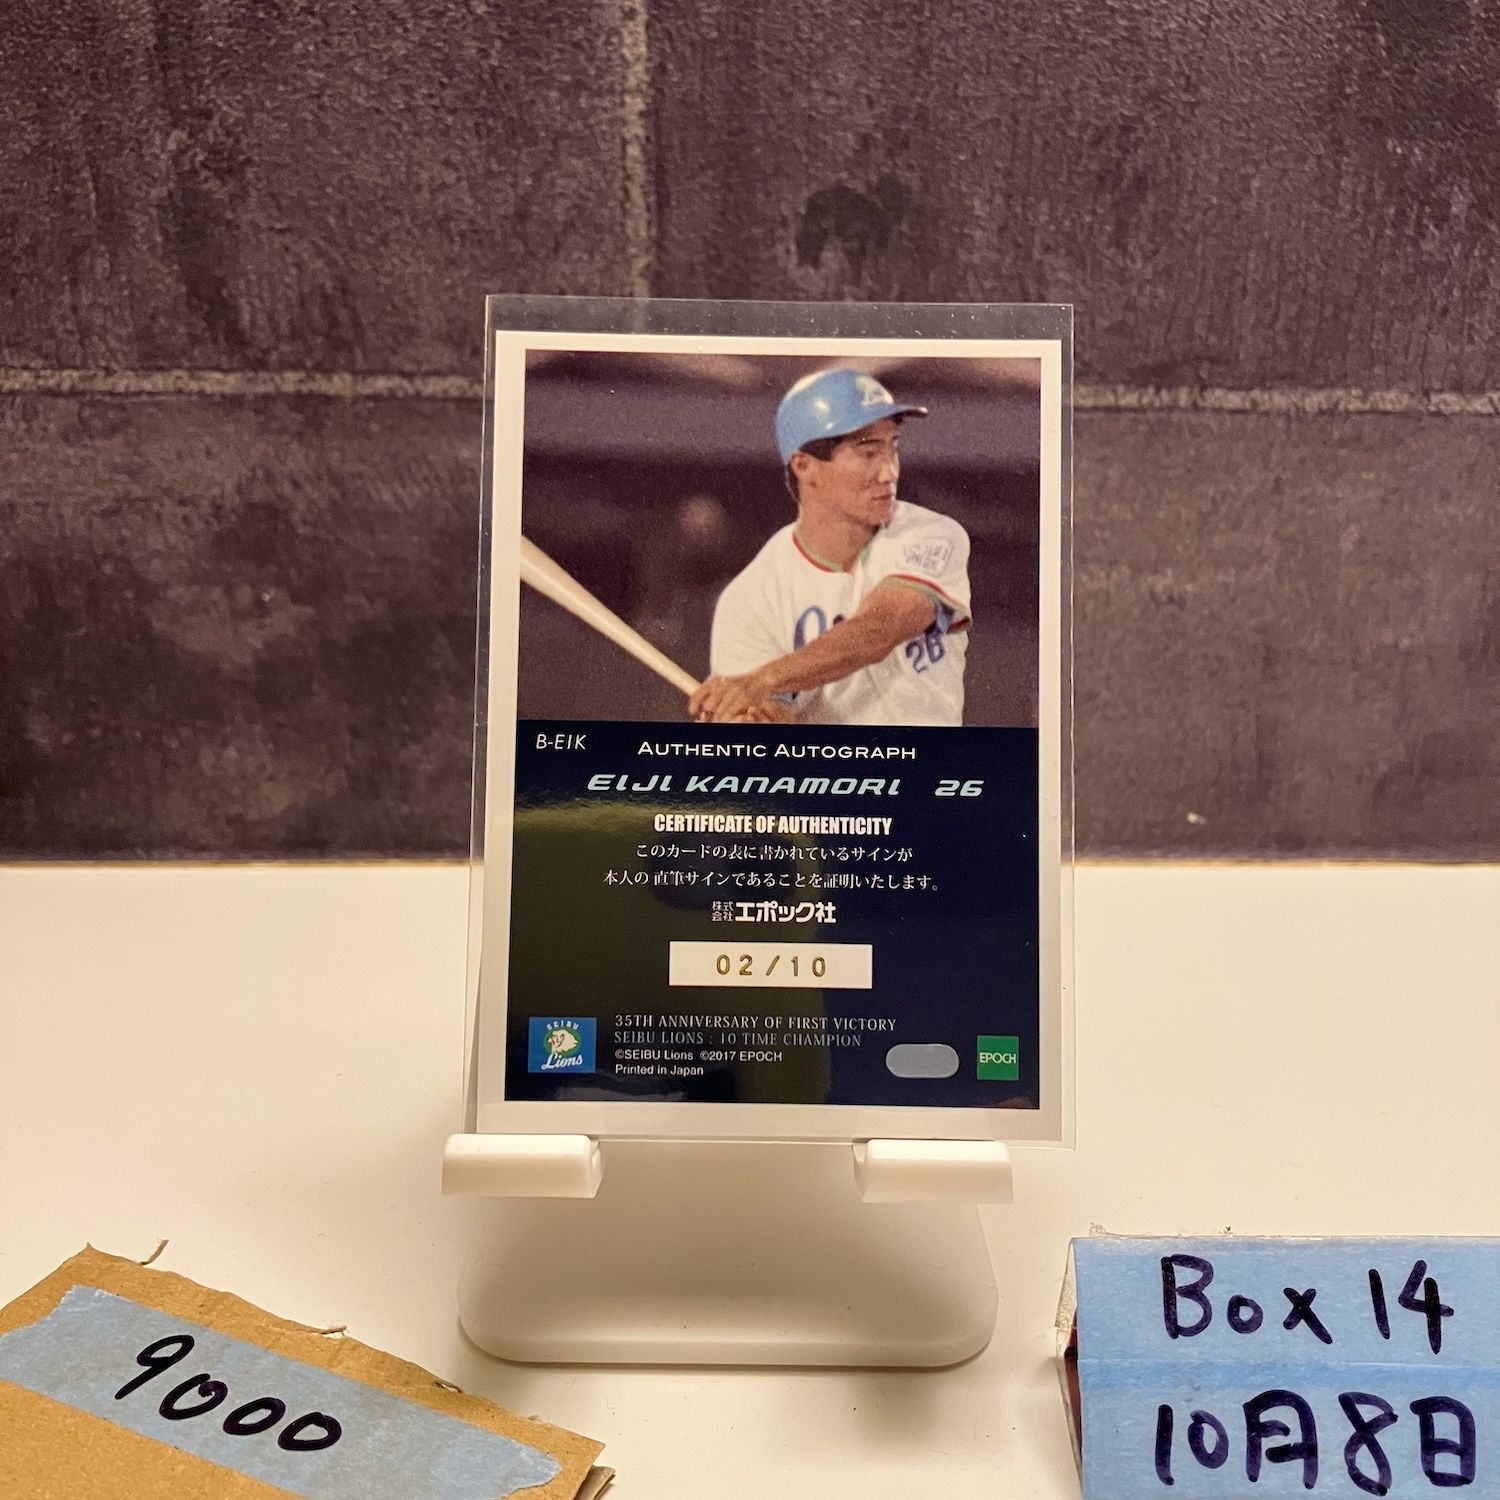 26
B-EIK
AUTHENTIC AUTOGRAPH
EIJI KANAMORI 26
CERTIFICATE OF AUTHENTICITY
このカードの表に書かれているサインが
本人の 直筆サインであることを証明いたします。
株式会社エポック社
02/10
SEIBU
Lions
35TH ANNIVERSARY OF FIRST VICTORY
SEIBU LIONS : 10 TIME CHAMPION
©SEIBU Lions ©2017 EPOCH
Printed in Japan
EPOCH
9000
Box 14
10月8日